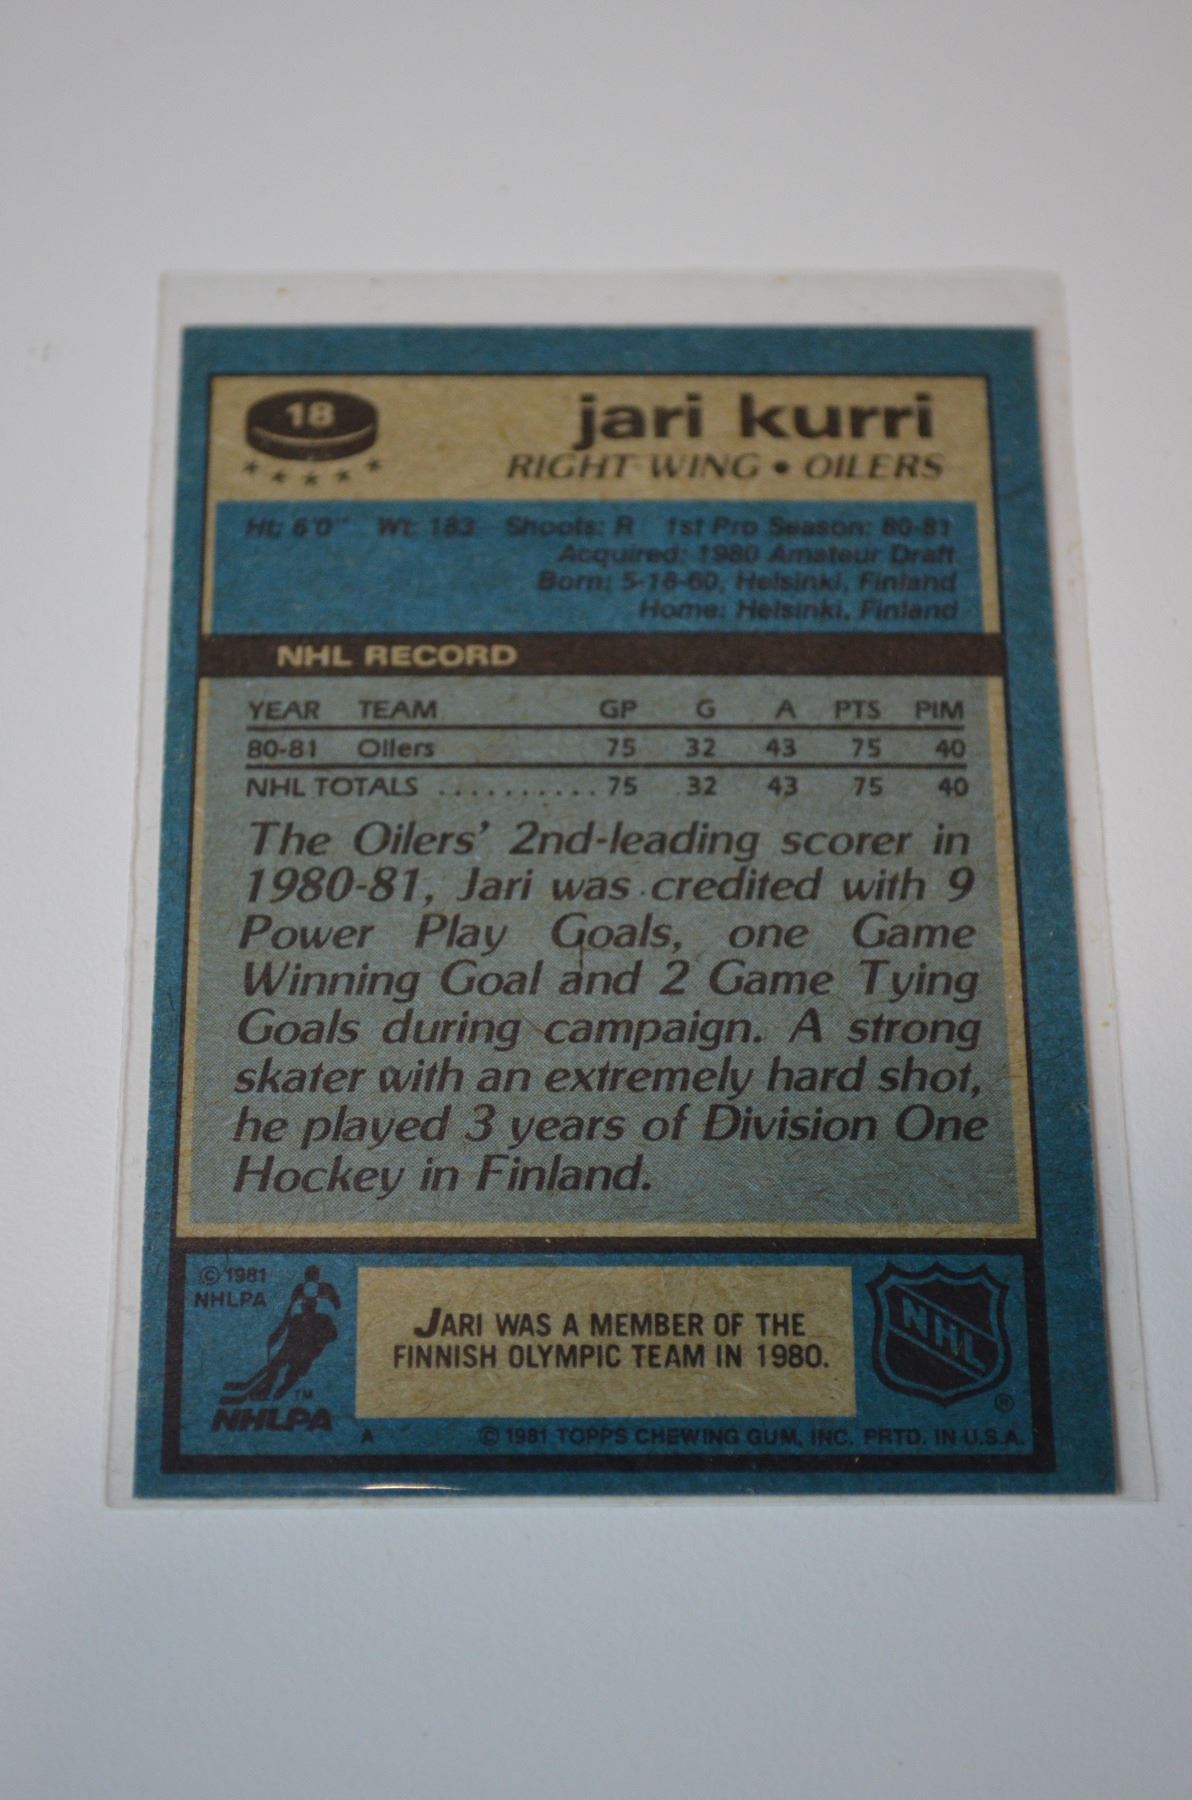 18
jari kurri
RIGHT WING • OILERS
Ht: 6'0" Wt: 183 Shoots: R 1st Pro Season: 80-81
Acquired: 1980 Amateur Draft
Born: 5-18-60, Helsinki, Finland
Home: Helsinki, Finland
NHL RECORD
YEAR TEAM GP G A PTS PIM
80-81 Oilers 75 32 43 75 40
NHL TOTALS .......... 75 32 43 75 40
The Oilers' 2nd-leading scorer in
1980-81, Jari was credited with 9
Power Play Goals, one Game
Winning Goal and 2 Game Tying
Goals during campaign. A strong
skater with an extremely hard shot,
he played 3 years of Division One
Hockey in Finland.
© 1981
NHLPA
TM
NHLPA
JARI WAS A MEMBER OF THE
FINNISH OLYMPIC TEAM IN 1980.
NHL
®
A © 1981 TOPPS CHEWING GUM, INC. PRTD. IN U.S.A.